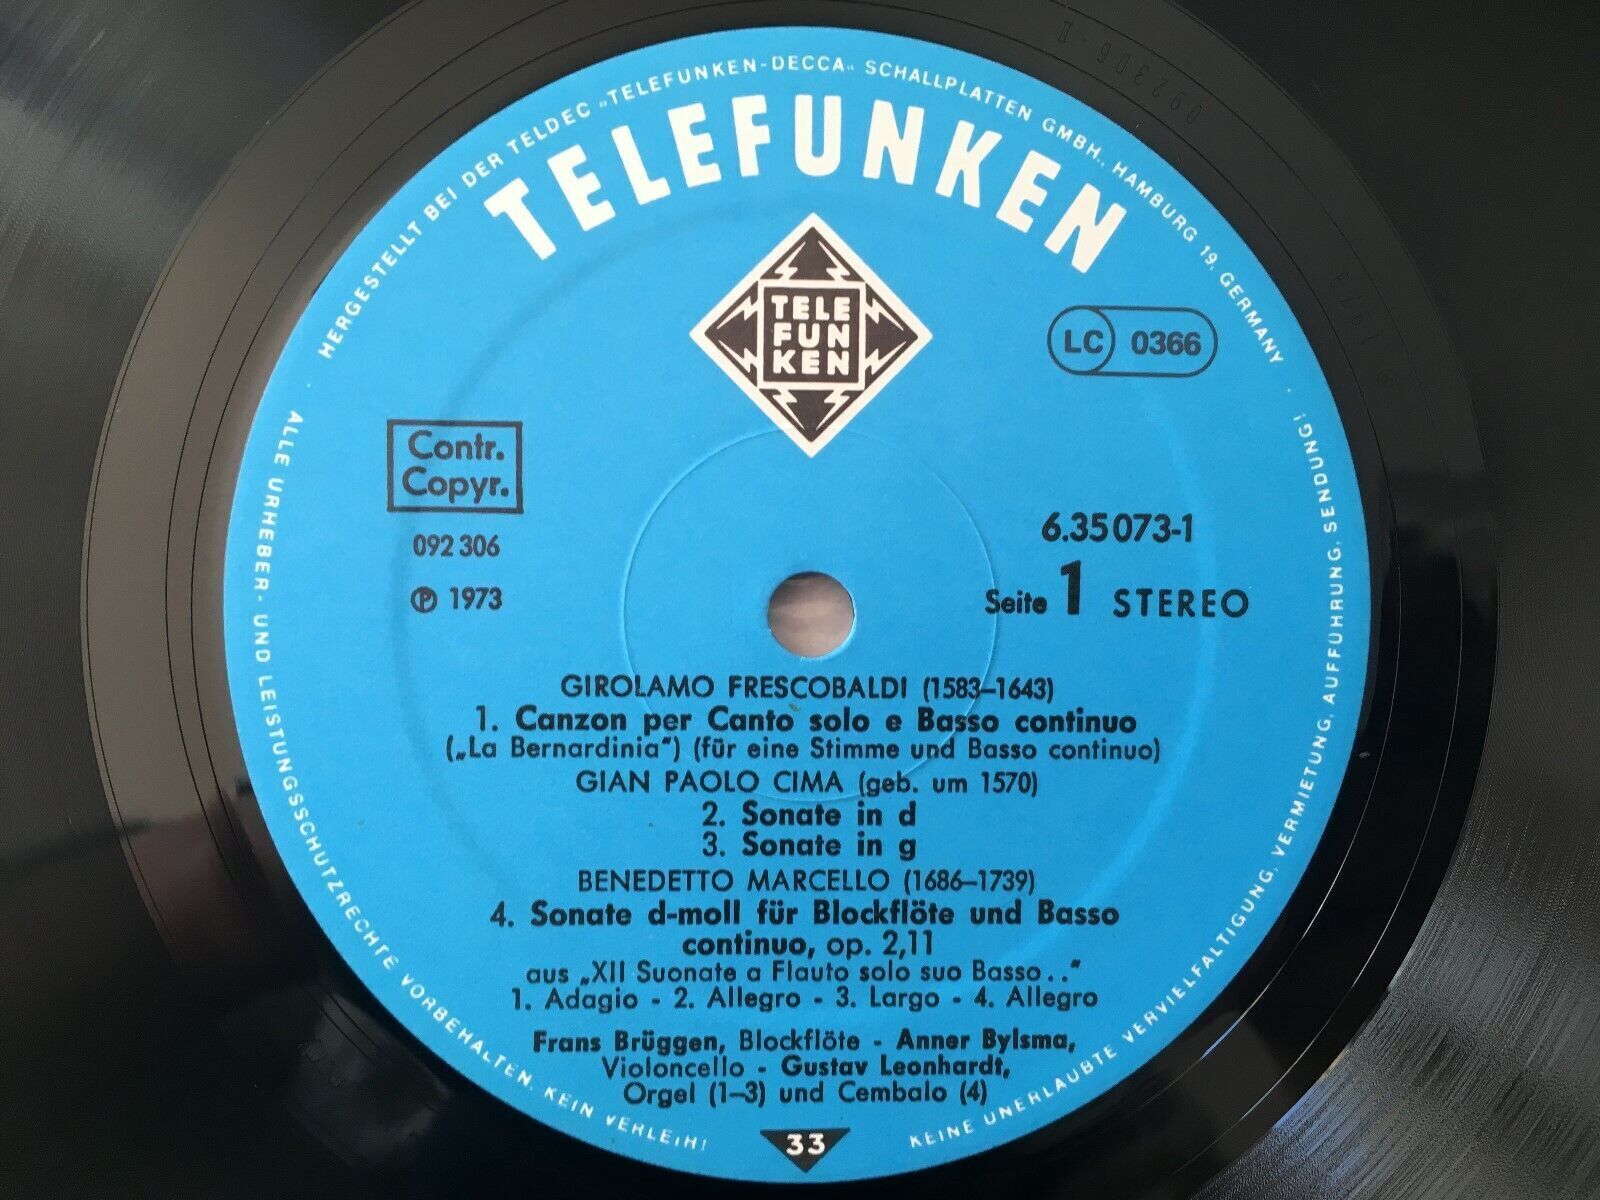 HERGESTELLT BEI DER TELDEC „TELEFUNKEN-DECCA„ SCHALLPLATTEN GMBH., HAMBURG 19, GERMANY
TELEFUNKEN
TELE
FUN
KEN
LC 0366
Contr.
Copyr.
092 306
℗ 1973
6.35 073-1
Seite 1 STEREO
GIROLAMO FRESCOBALDI (1583–1643)
1. Canzon per Canto solo e Basso continuo
(„La Bernardinia“) (für eine Stimme und Basso continuo)
GIAN PAOLO CIMA (geb. um 1570)
2. Sonate in d
3. Sonate in g
BENEDETTO MARCELLO (1686–1739)
4. Sonate d-moll für Blockflöte und Basso
continuo, op. 2,11
aus „XII Suonate a Flauto solo suo Basso..“
1. Adagio - 2. Allegro - 3. Largo - 4. Allegro
Frans Brüggen, Blockflöte - Anner Bylsma,
Violoncello - Gustav Leonhardt,
Orgel (1–3) und Cembalo (4)
33
ALLE URHEBER- UND LEISTUNGSSCHUTZRECHTE VORBEHALTEN. KEIN VERLEIH!
KEINE UNERLAUBTE VERVIELFÄLTIGUNG, VERMIETUNG, AUFFÜHRUNG, SENDUNG!
092306-1
℗ 1973